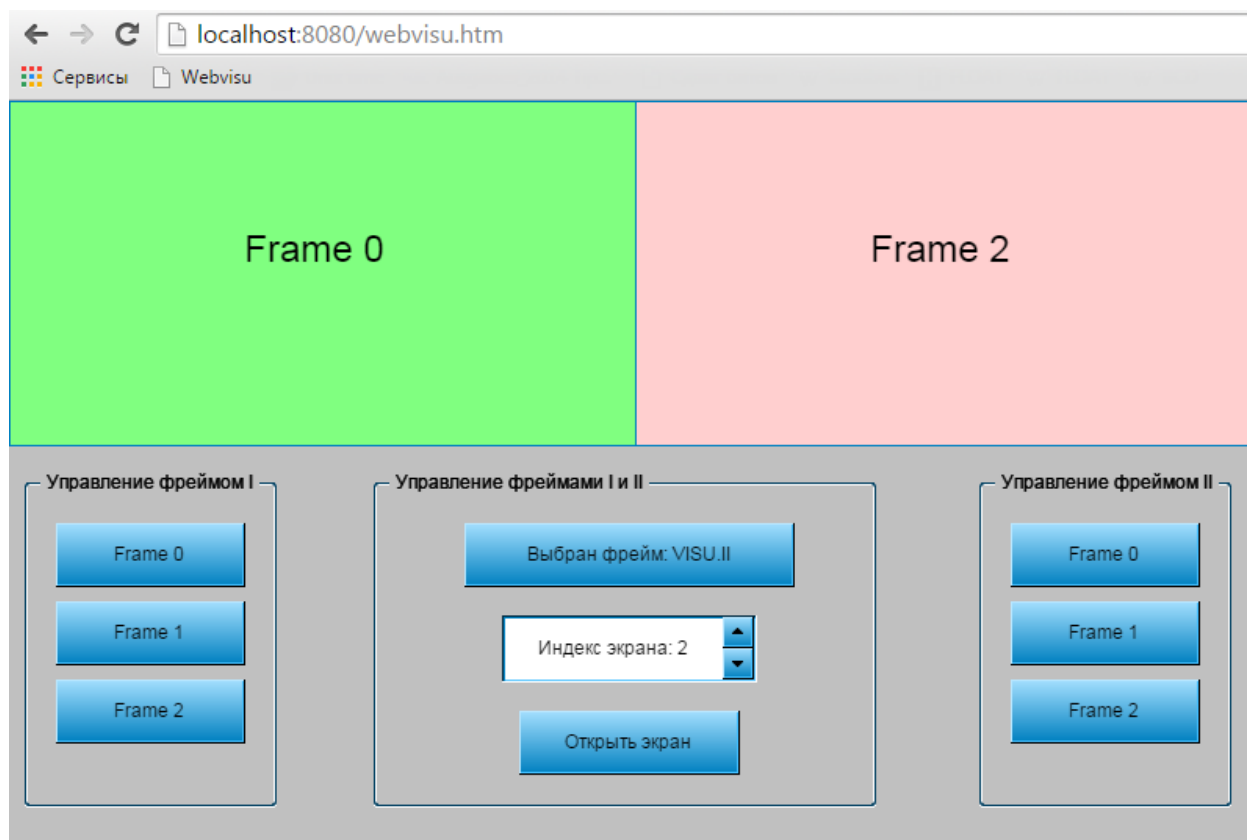 localhost:8080/webvisu.htm
Сервисы Webvisu
Frame 0
Frame 2
Управление фреймом I
Frame 0
Frame 1
Frame 2
Управление фреймами I и II
Выбран фрейм: VISU.II
Индекс экрана: 2
Открыть экран
Управление фреймом II
Frame 0
Frame 1
Frame 2